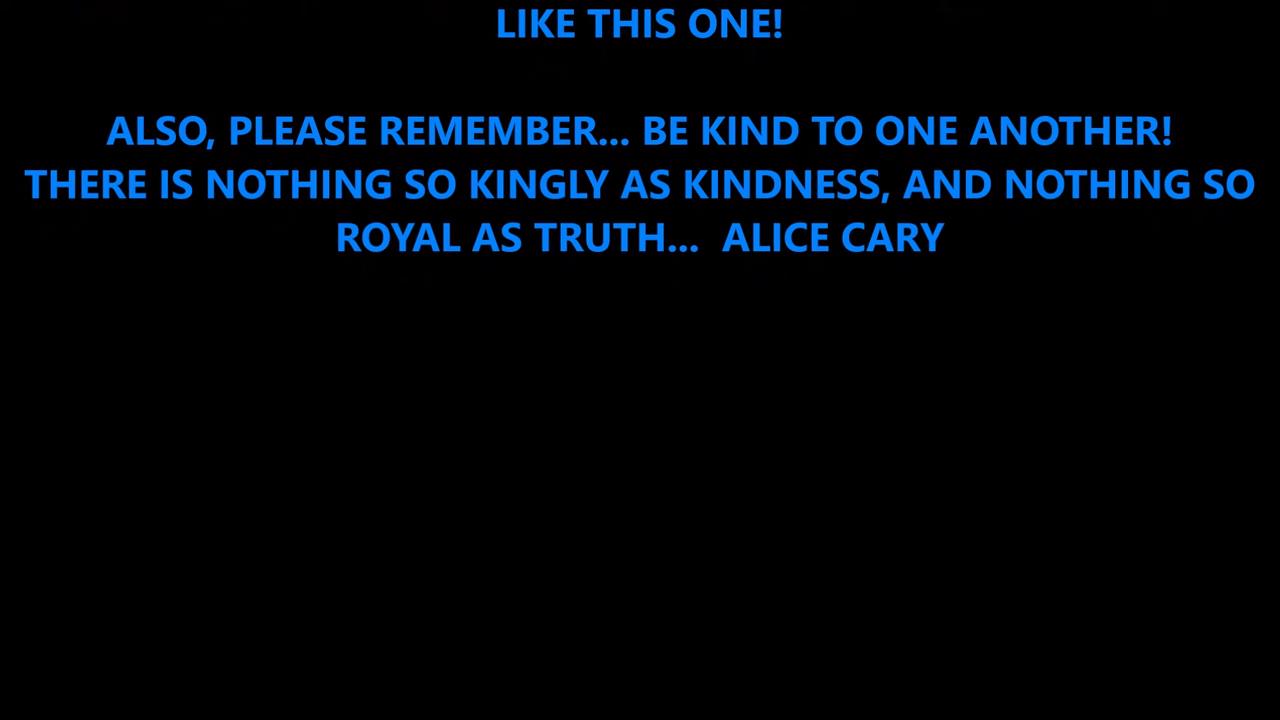 LIKE THIS ONE!
ALSO, PLEASE REMEMBER... BE KIND TO ONE ANOTHER!
THERE IS NOTHING SO KINGLY AS KINDNESS, AND NOTHING SO
ROYAL AS TRUTH...  ALICE CARY